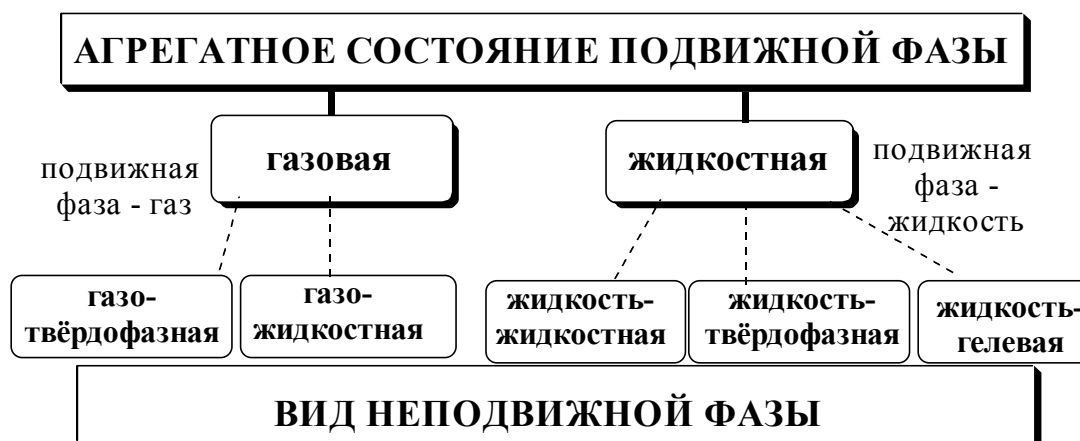 АГРЕГАТНОЕ СОСТОЯНИЕ ПОДВИЖНОЙ ФАЗЫ
подвижная
фаза - газ
газовая
жидкостная
подвижная
фаза -
жидкость
газо-
твёрдофазная
газо-
жидкостная
жидкость-
жидкостная
жидкость-
твёрдофазная
жидкость-
гелевая
ВИД НЕПОДВИЖНОЙ ФАЗЫ